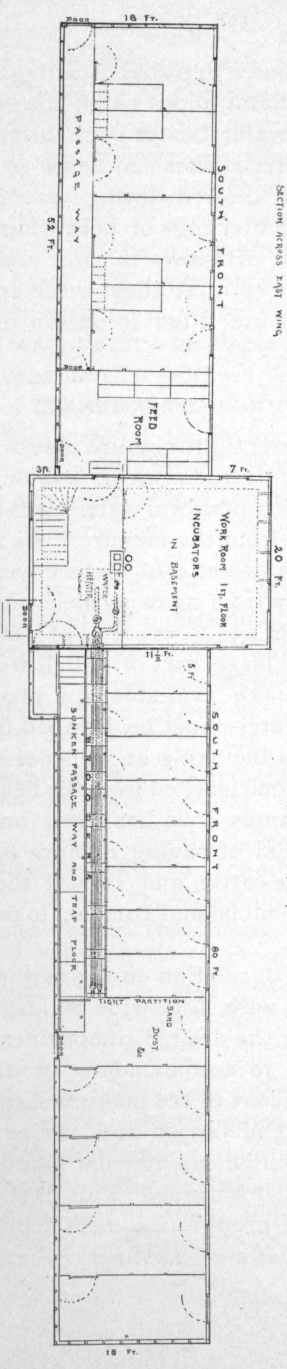 DOOR
18 FT.
SECTION ACROSS EAST WING
SOUTH FRONT
PASSAGE WAY
52 FT.
DOOR
FEED
ROOM
DOOR
3 FT.
7 FT.
20 FT.
WORK ROOM 1ST. FLOOR
INCUBATORS
IN BASEMENT
WATER
HEATER
DOOR
11½ FT.
5 FT.
SOUTH FRONT
80 FT.
BROODERS
SUNKEN PASSAGE WAY AND TRAP FLOOR
TIGHT PARTITION
SAND
DUST
&c
DOOR
18 FT.